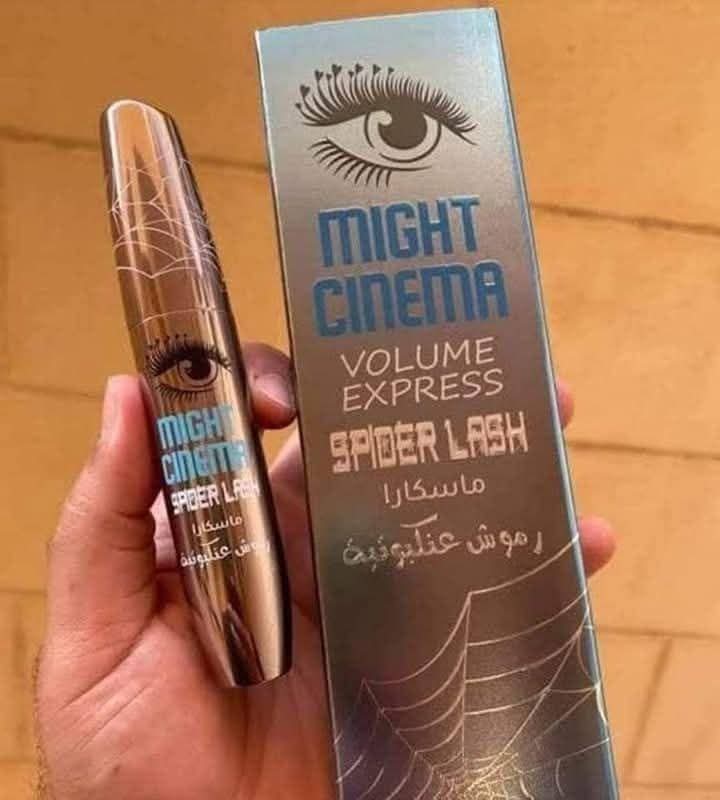 MIGHT
CINEMA
SPIDER LASH
ماسكارا
رموش عنكبوتية
MIGHT
CINEMA
VOLUME
EXPRESS
SPIDER LASH
ماسكارا
رموش عنكبوتية